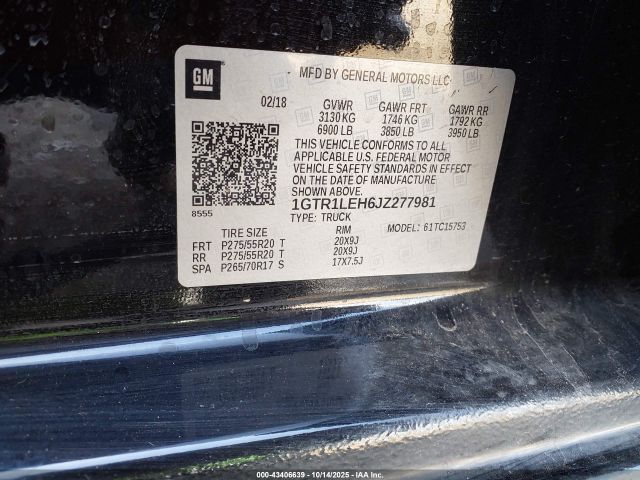 GM
MFD BY GENERAL MOTORS LLC
02/18 GVWR GAWR FRT GAWR RR
3130 KG 1746 KG 1792 KG
6900 LB 3850 LB 3950 LB
THIS VEHICLE CONFORMS TO ALL
APPLICABLE U.S. FEDERAL MOTOR
VEHICLE SAFETY STANDARDS IN
EFFECT ON THE DATE OF MANUFACTURE
SHOWN ABOVE.
8555
1GTR1LEH6JZ277981
TYPE: TRUCK 61TC15753
TIRE SIZE RIM
FRT P275/55R20 T 20X9J
RR P275/55R20 T 20X9J
SPA P265/70R17 S 17X7.5J
000-43406639 - 10/14/2025 - IAA Inc.